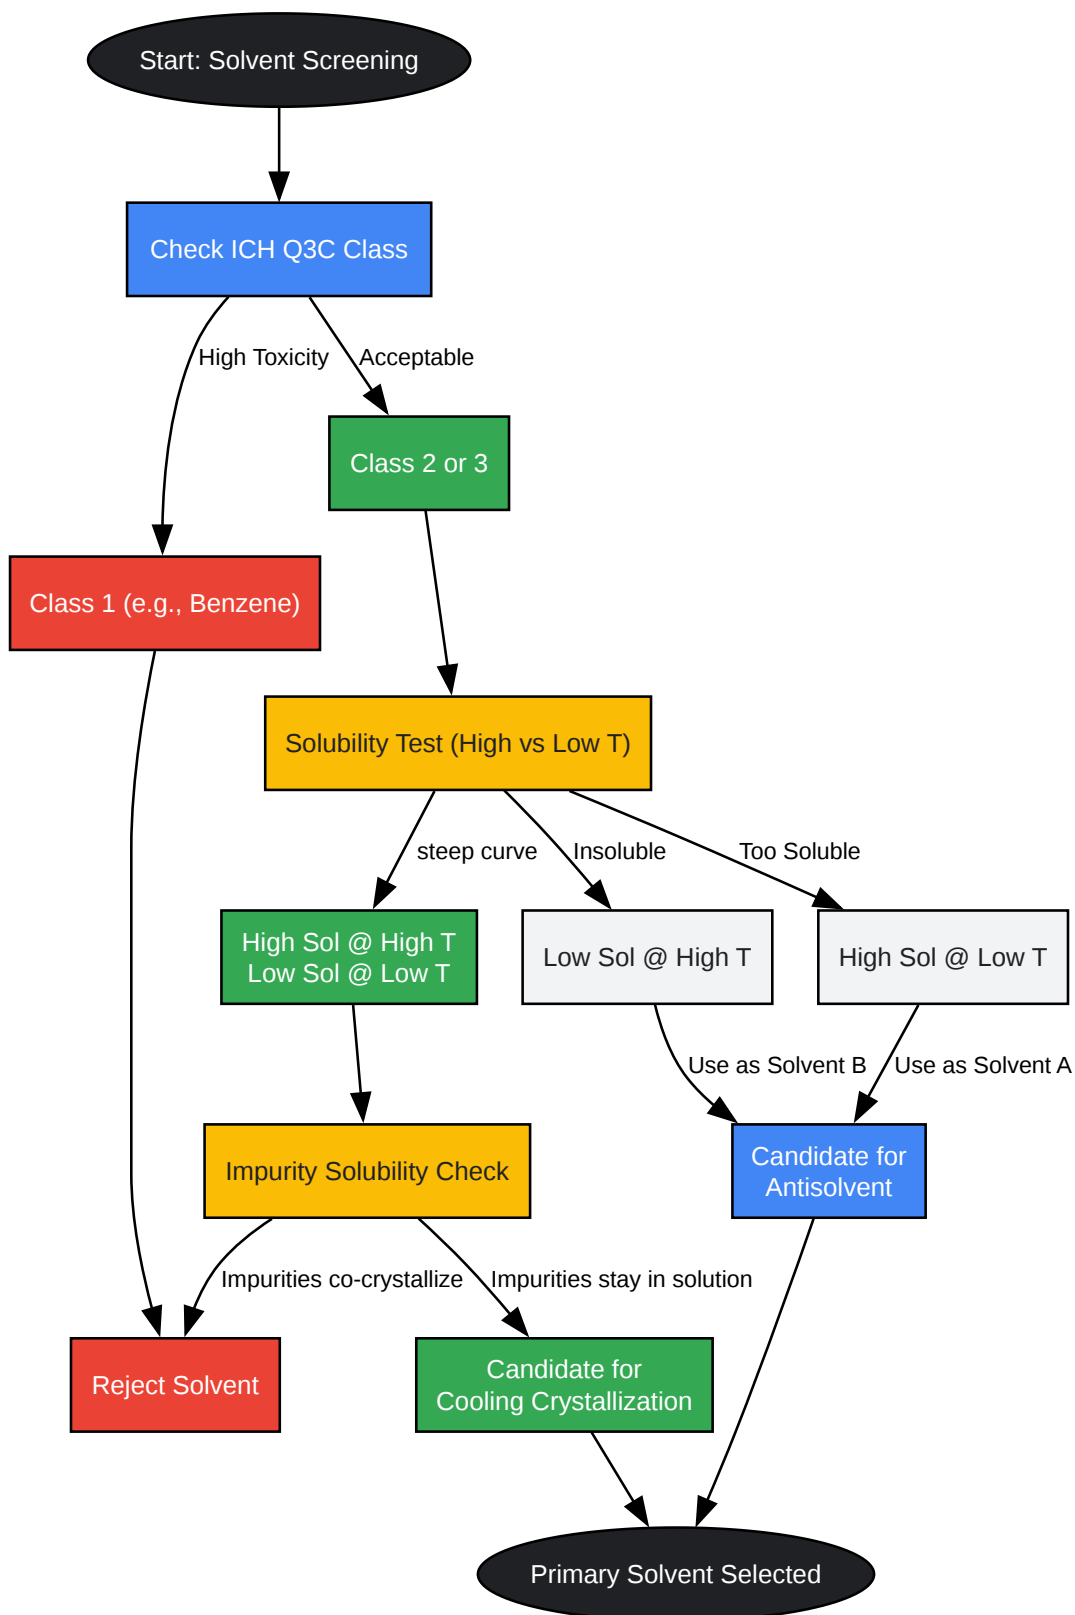 Start: Solvent Screening
Check ICH Q3C Class
High Toxicity
Acceptable
Class 2 or 3
Class 1 (e.g., Benzene)
Solubility Test (High vs Low T)
steep curve
Insoluble
Too Soluble
High Sol @ High T
Low Sol @ Low T
Low Sol @ High T
High Sol @ Low T
Use as Solvent B
Use as Solvent A
Impurity Solubility Check
Candidate for
Antisolvent
Impurities co-crystallize
Impurities stay in solution
Reject Solvent
Candidate for
Cooling Crystallization
Primary Solvent Selected